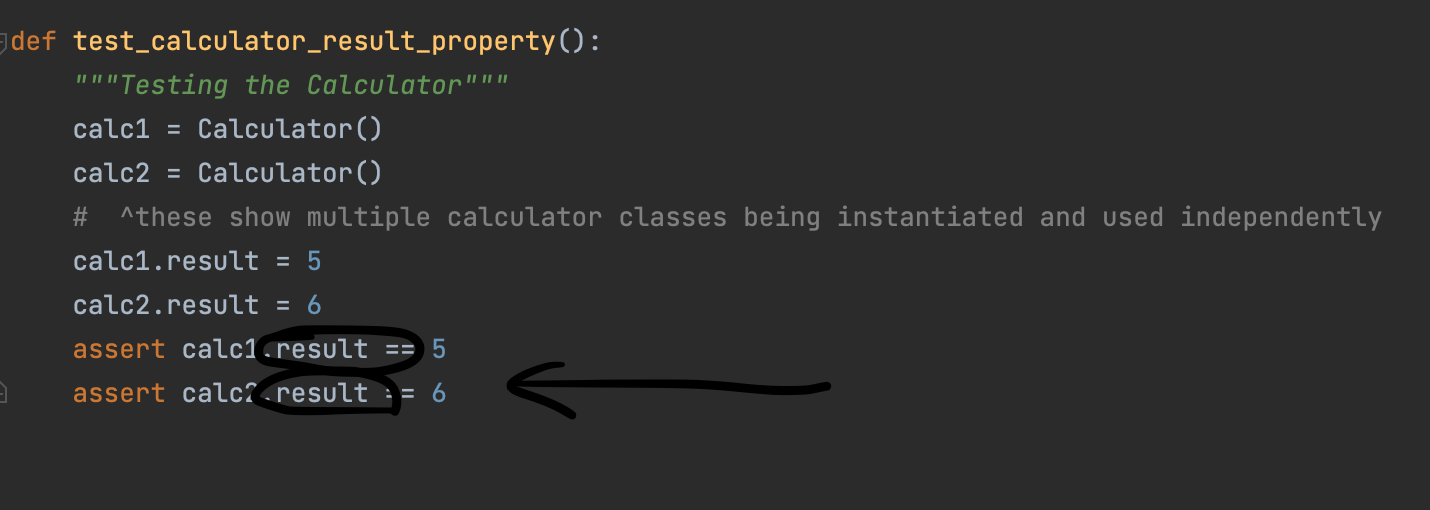 def test_calculator_result_property():
"""Testing the Calculator"""
calc1 = Calculator()
calc2 = Calculator()
#  ^these show multiple calculator classes being instantiated and used independently
calc1.result = 5
calc2.result = 6
assert calc1.result == 5
assert calc2.result == 6